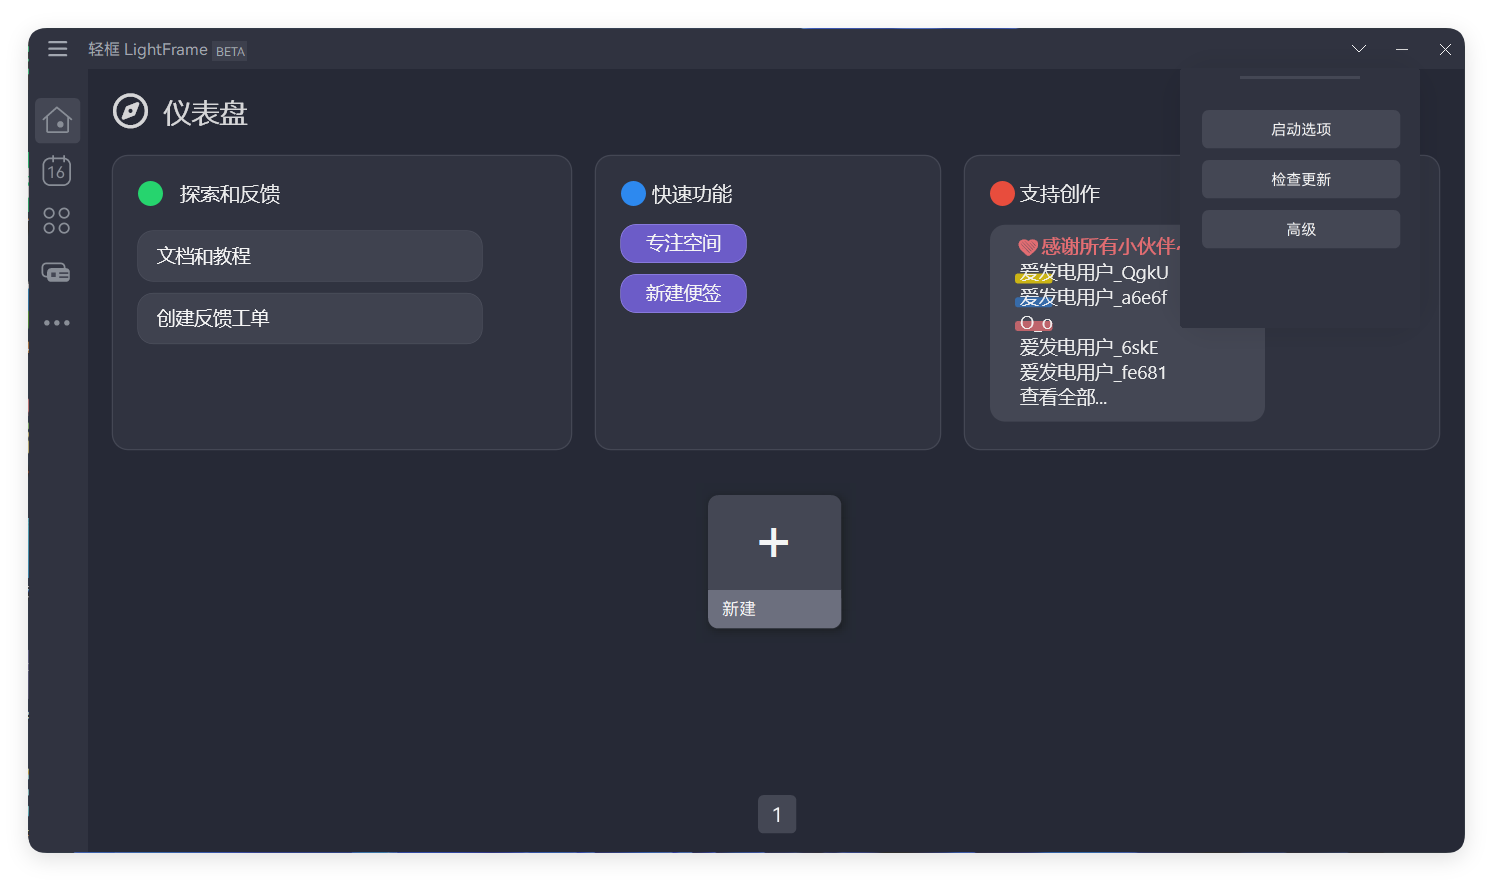 轻框 LightFrame BETA
16
仪表盘
探索和反馈
文档和教程
创建反馈工单
快速功能
专注空间
新建便签
支持创作
感谢所有小伙伴
爱发电用户_QgkU
爱发电用户_a6e6f
O_o
爱发电用户_6skE
爱发电用户_fe681
查看全部...
启动选项
检查更新
高级
新建
1